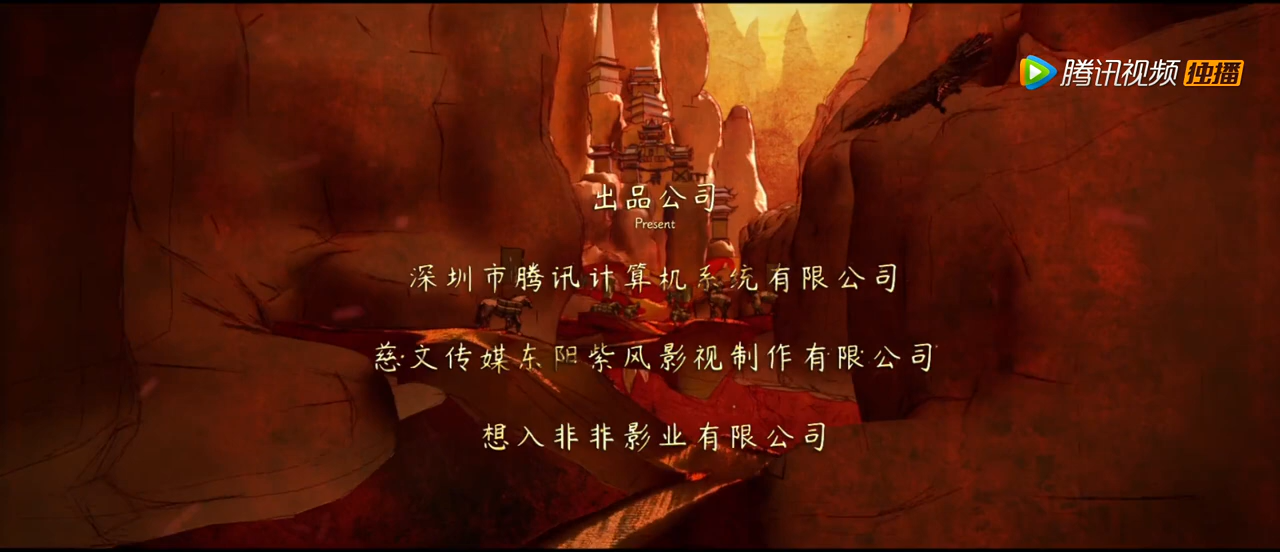 腾讯视频 独播
出品公司
Present
深圳市腾讯计算机系统有限公司
慈文传媒东阳紫风影视制作有限公司
想入非非影业有限公司